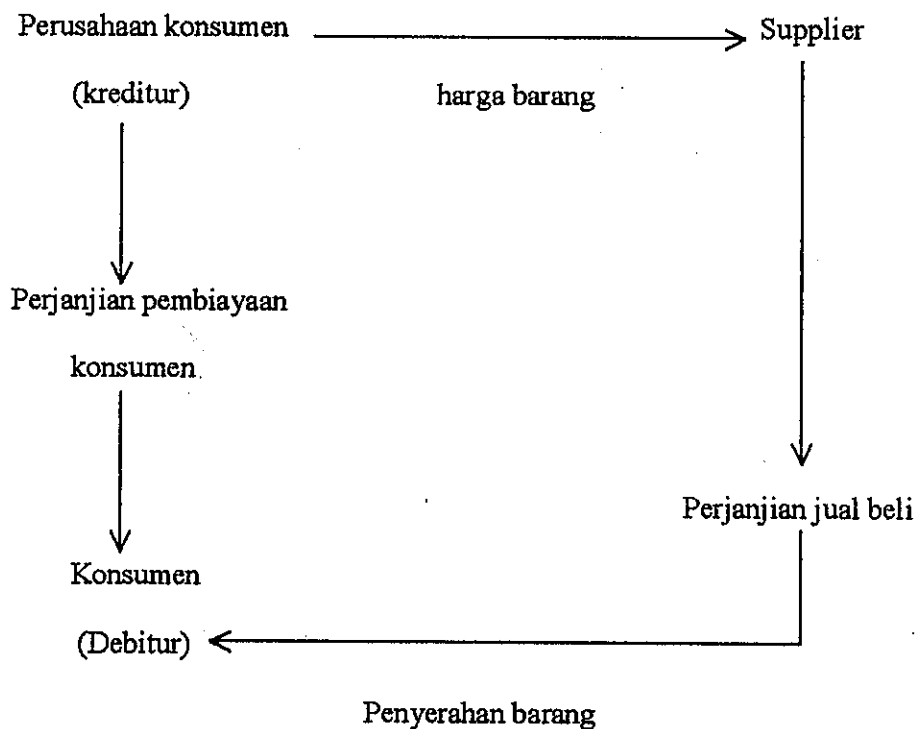 Perusahaan konsumen
Supplier
(kreditur)
harga barang
Perjanjian pembiayaan
konsumen
Perjanjian jual beli
Konsumen
(Debitur)
Penyerahan barang